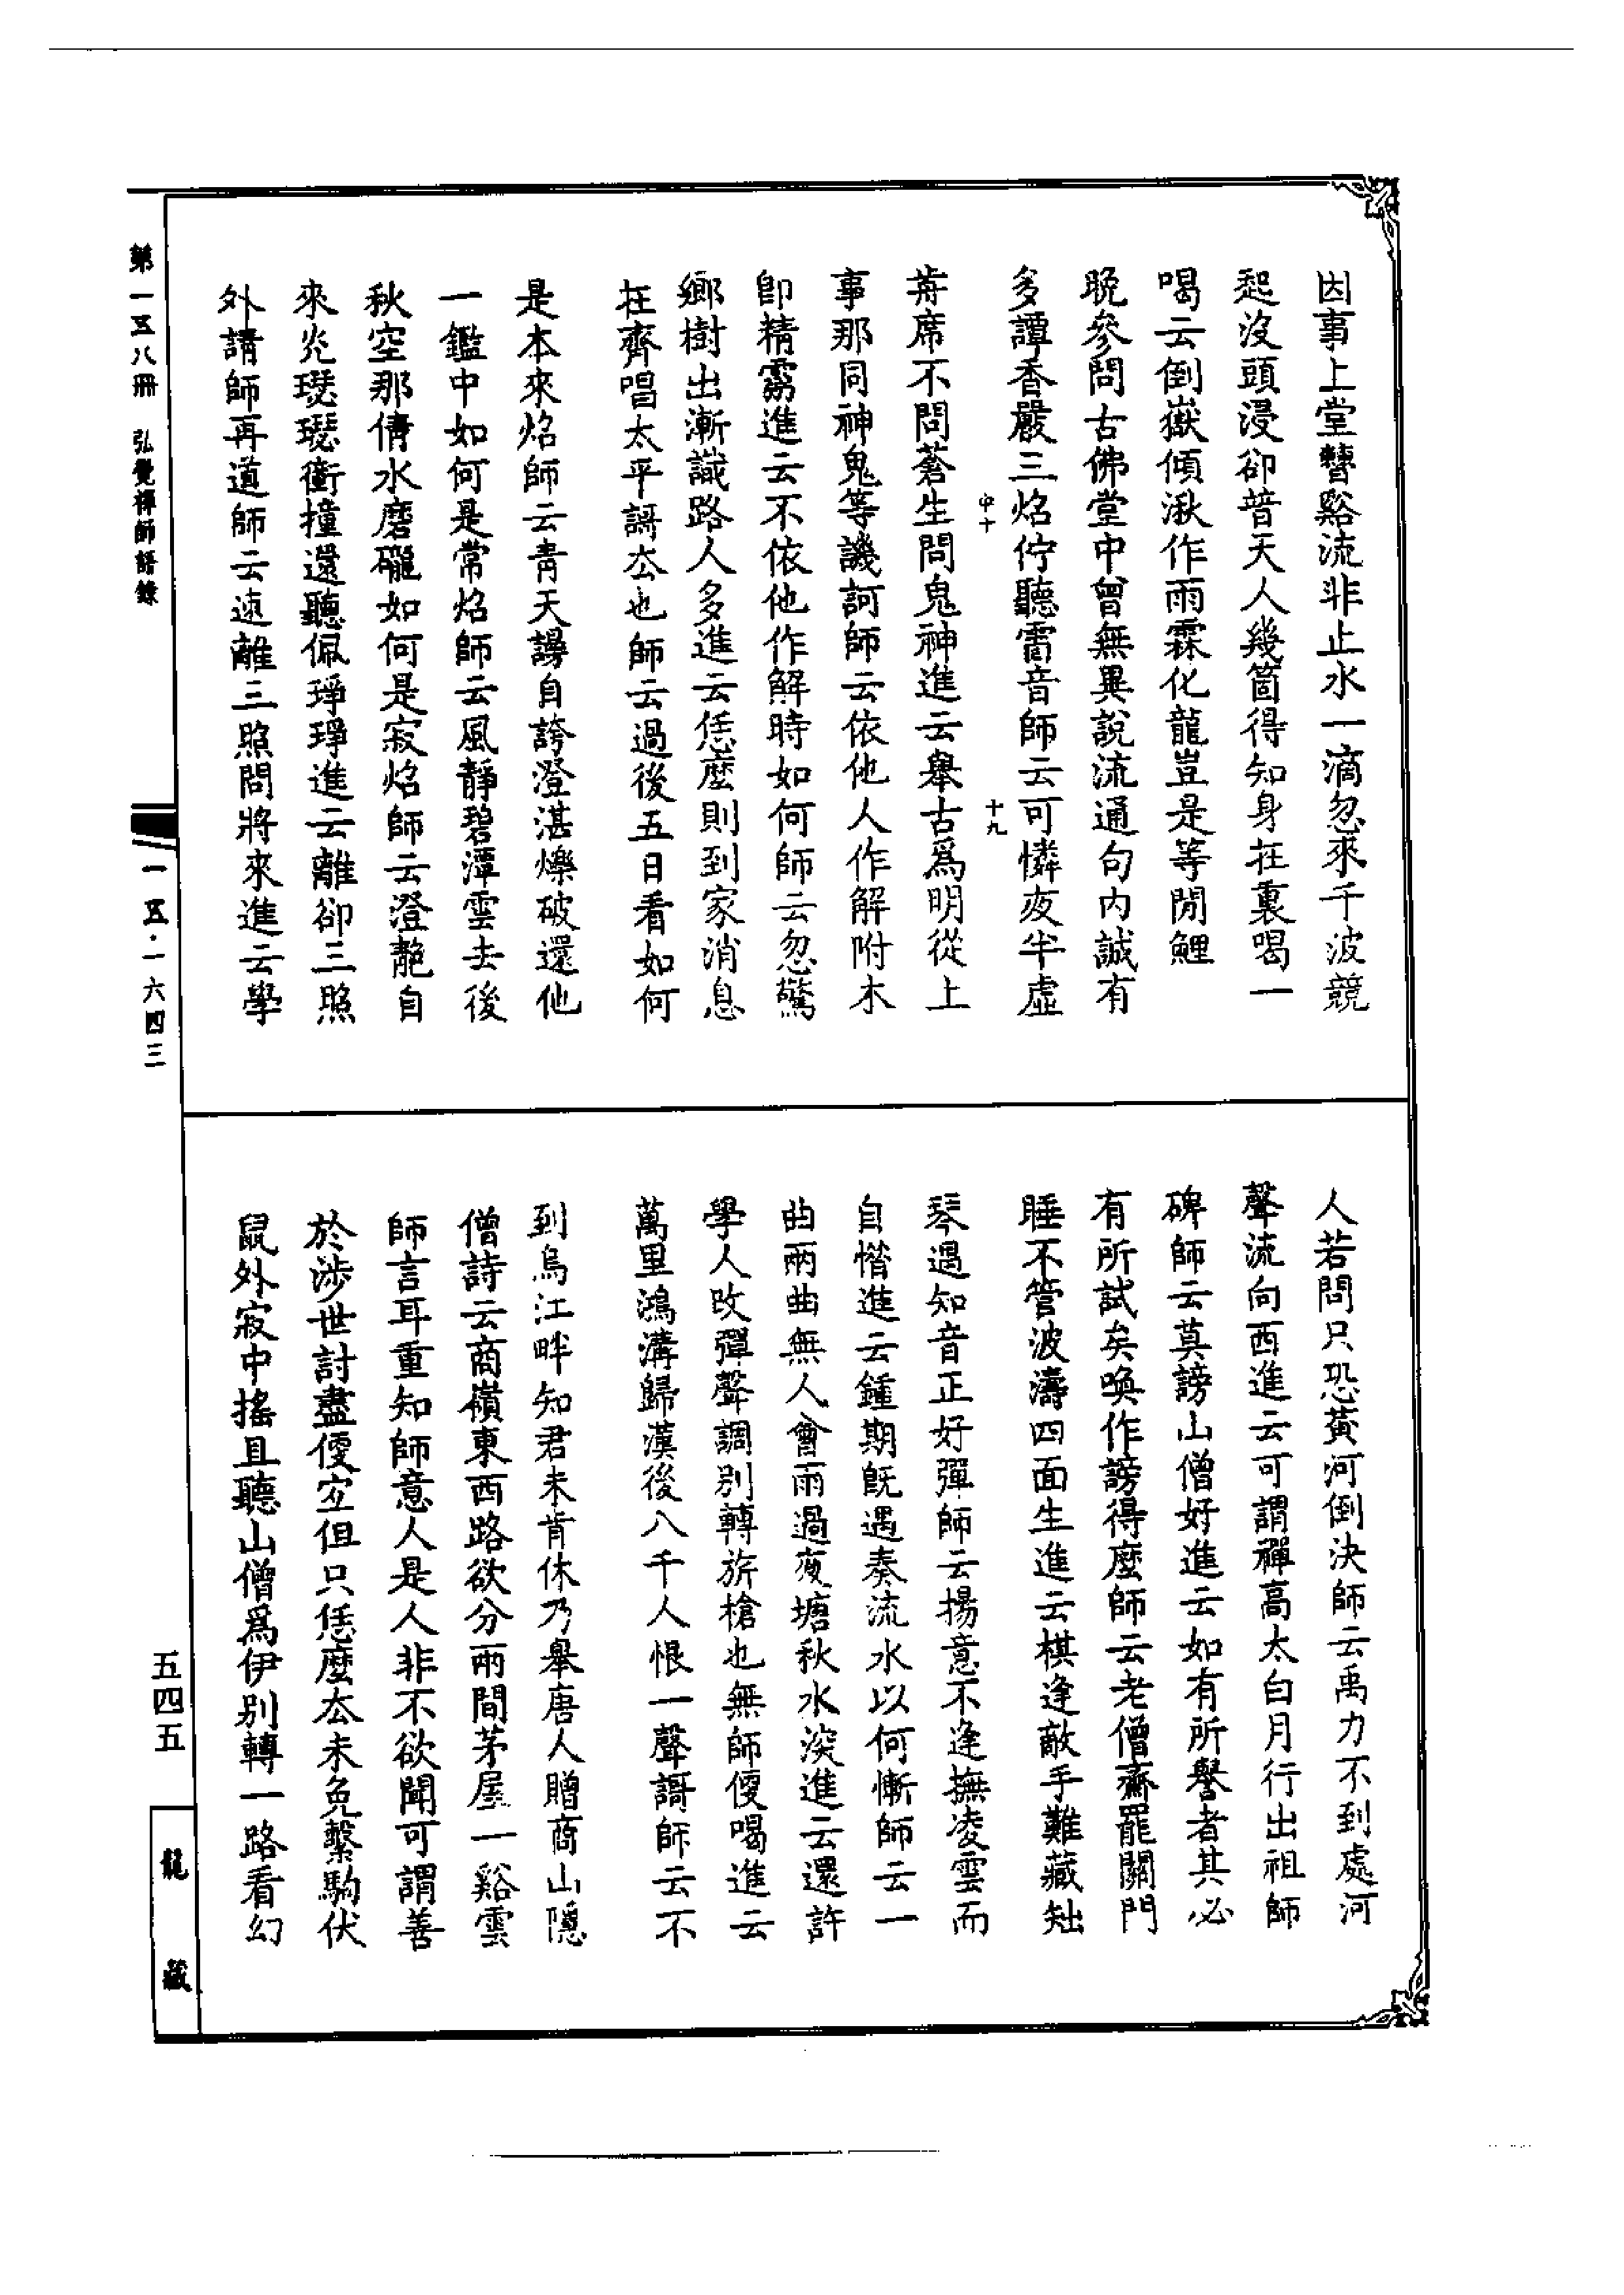 因事上堂瞽谿流非止水一滴忽來千波競
起沒頭浸卻普天人幾箇得知身在裏喝一
喝云倒嶽傾湫作雨霖化龍豈是等閒鯉
晚參問古佛堂中曾無異說流通句內誠有
多譚香嚴三炤佇聽雷音師云可憐夜半虛
中十
十九
前席不問蒼生問鬼神進云舉古爲明從上
事那同神鬼等譏訶師云依他人作解附木
卽精靈進云不依他作解時如何師云忽驚
鄉樹出漸識路人多進云恁麼則到家消息
在齊唱太平謌厺也師云過後五日看如何
是本來炤師云青天謾自誇澄湛爍破還他
一鑑中如何是常炤師云風靜碧潭雲去後
秋空那倩水磨礲如何是寂炤師云澄靘自
來光璱璱衝撞還聽佩琤琤進云離卻三照
外請師再道師云速離三照問將來進云學
人若問只恐黃河倒決師云禹力不到處河
聲流向西進云可謂禪高太白月行出祖師
碑師云莫謗山僧好進云如有所譽者其必
有所試矣喚作謗得麼師云老僧齋罷關門
睡不管波濤四面生進云棋逢敵手難藏拙
琴遇知音正好彈師云揚意不逢撫凌雲而
自惜進云鍾期旣遇奏流水以何慚師云一
曲兩曲無人會雨過夜塘秋水深進云還許
學人改彈聲調別轉旂槍也無師便喝進云
萬里鴻溝歸漢後八千人恨一聲謌師云不
到烏江畔知君未肯休乃舉唐人贈商山隱
僧詩云商嶺東西路欲分兩間茅屋一谿雲
師言耳重知師意人是人非不欲聞可謂善
於涉世討盡便宐但只恁麼厺未免繫駒伏
鼠外寂中搖且聽山僧爲伊別轉一路看幻
第一五八冊 弘覺禪師語錄
一五·一六四三
五四五
龍藏